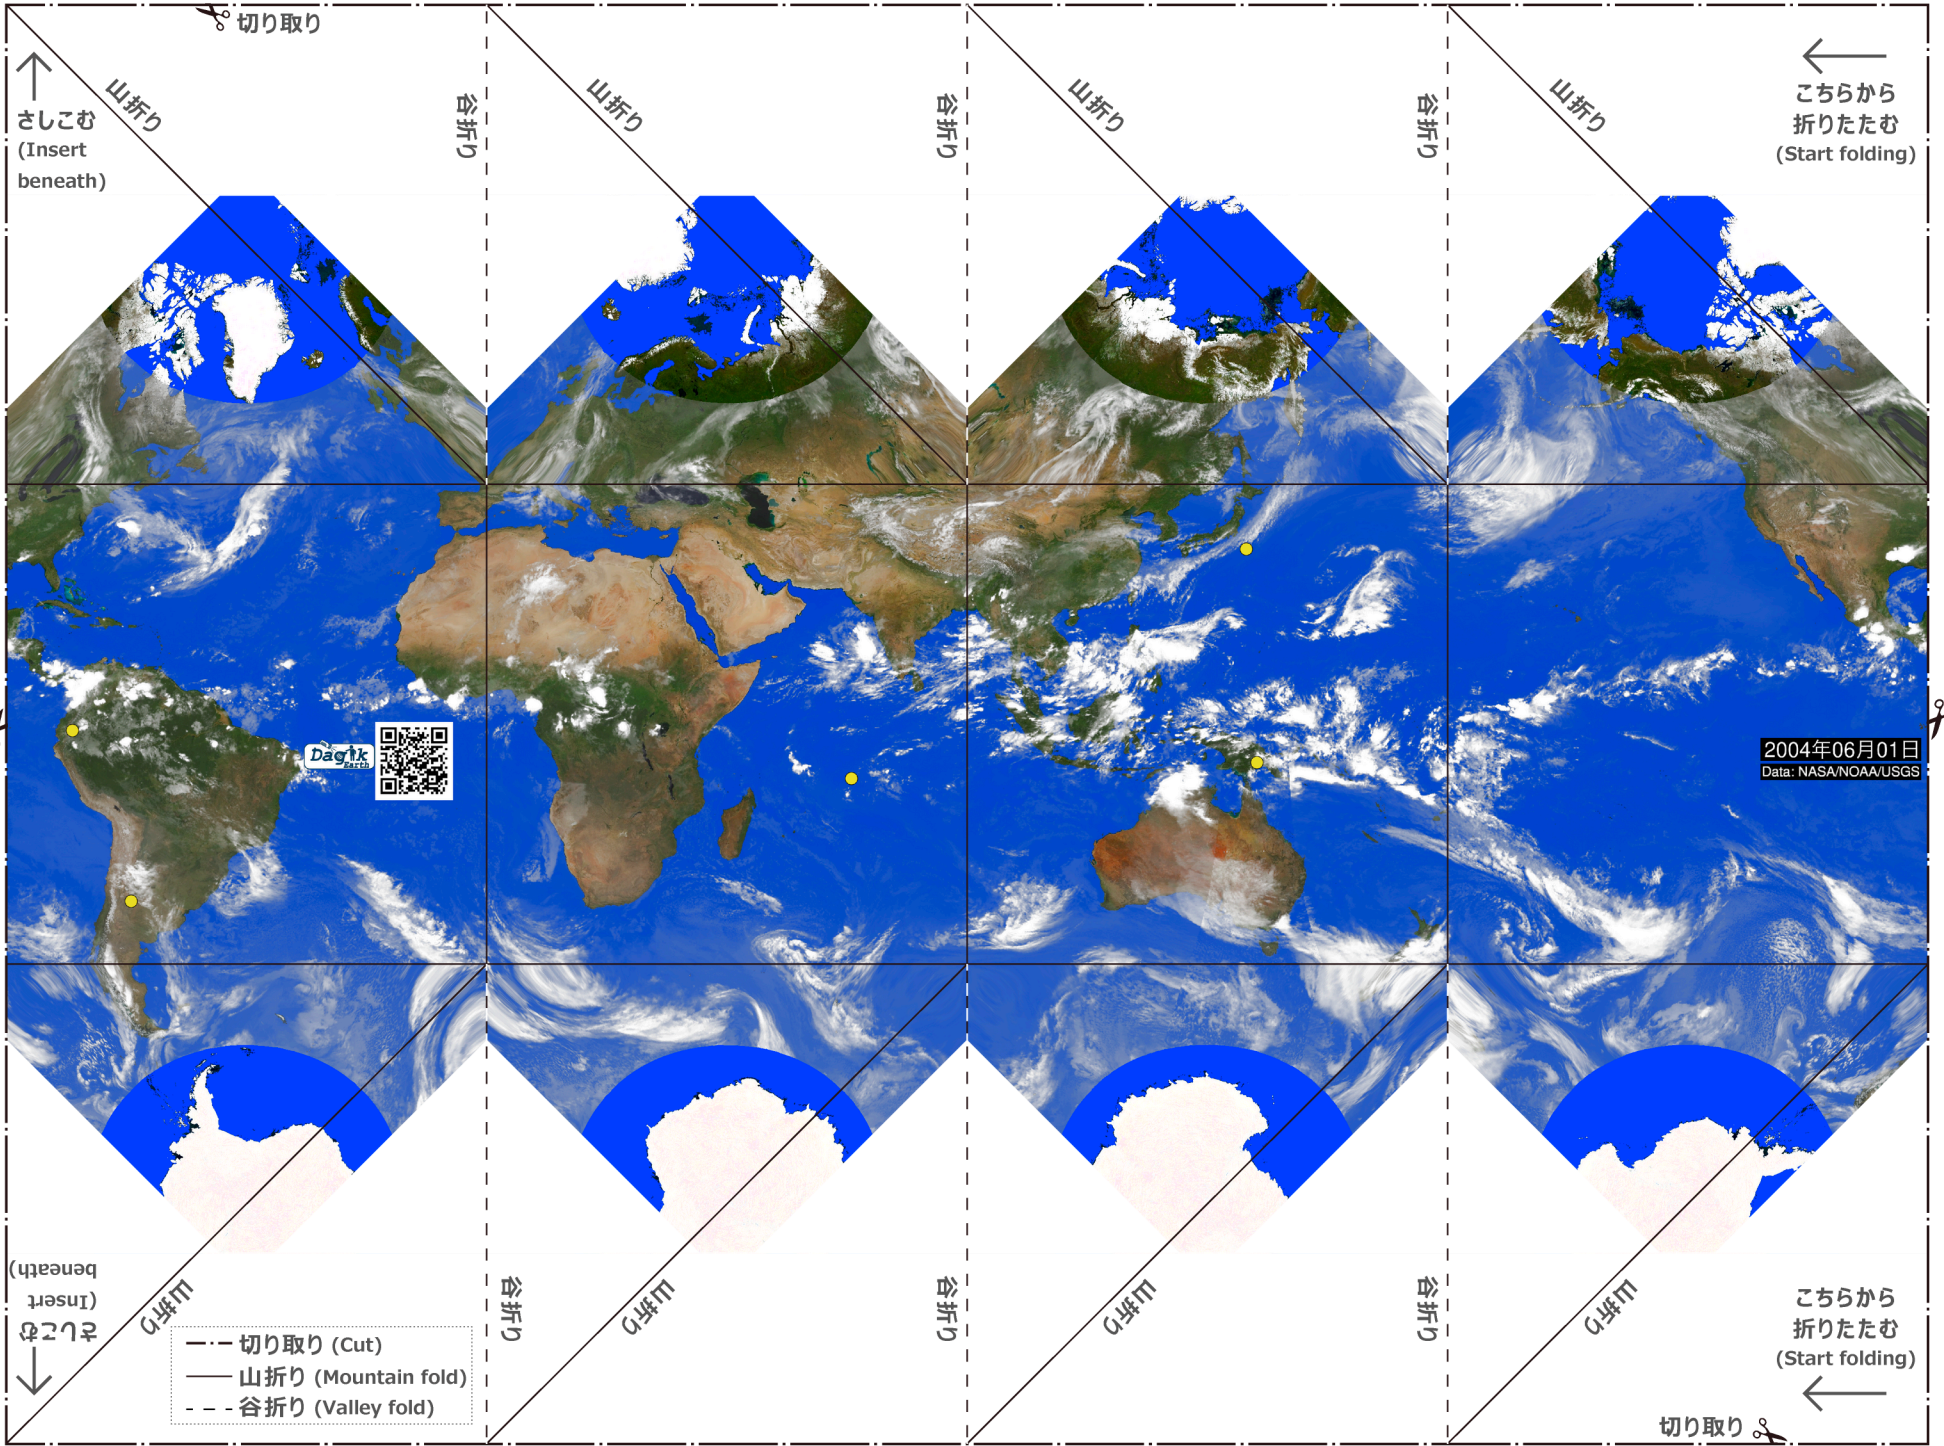 切り取り
さしこむ
(Insert
beneath)
山折り
谷折り
山折り
谷折り
山折り
谷折り
山折り
こちらから
折りたたむ
(Start folding)
Dagik
Earth
2004年06月01日
Data: NASA/NOAA/USGS
さしこむ
(Insert
beneath)
山折り
谷折り
山折り
谷折り
山折り
谷折り
山折り
こちらから
折りたたむ
(Start folding)
切り取り (Cut)
山折り (Mountain fold)
谷折り (Valley fold)
切り取り